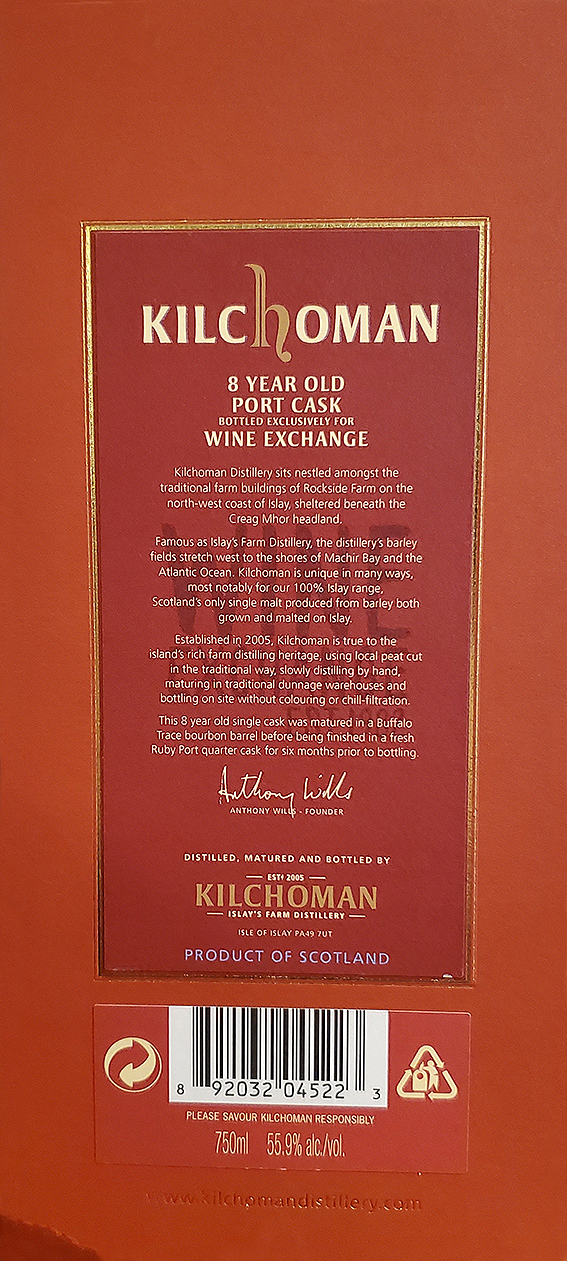 KILCHOMAN
8 YEAR OLD
PORT CASK
BOTTLED EXCLUSIVELY FOR
WINE EXCHANGE
Kilchoman Distillery sits nestled amongst the
traditional farm buildings of Rockside Farm on the
north-west coast of Islay, sheltered beneath the
Creag Mhor headland.
Famous as Islay's Farm Distillery, the distillery's barley
fields stretch west to the shores of Machir Bay and the
Atlantic Ocean. Kilchoman is unique in many ways,
most notably for our 100% Islay range,
Scotland's only single malt produced from barley both
grown and malted on Islay.
Established in 2005, Kilchoman is true to the
island's rich farm distilling heritage, using local peat cut
in the traditional way, slowly distilling by hand,
maturing in traditional dunnage warehouses and
bottling on site without colouring or chill-filtration.
This 8 year old single cask was matured in a Buffalo
Trace bourbon barrel before being finished in a fresh
Ruby Port quarter cask for six months prior to bottling.
Anthony Wills
ANTHONY WILLS - FOUNDER
DISTILLED, MATURED AND BOTTLED BY
EST. 2005
KILCHOMAN
ISLAY'S FARM DISTILLERY
ISLE OF ISLAY PA49 7UT
PRODUCT OF SCOTLAND
8 92032 04522 3
PLEASE SAVOUR KILCHOMAN RESPONSIBLY
750ml 55.9% alc./vol.
www.kilchomandistillery.com